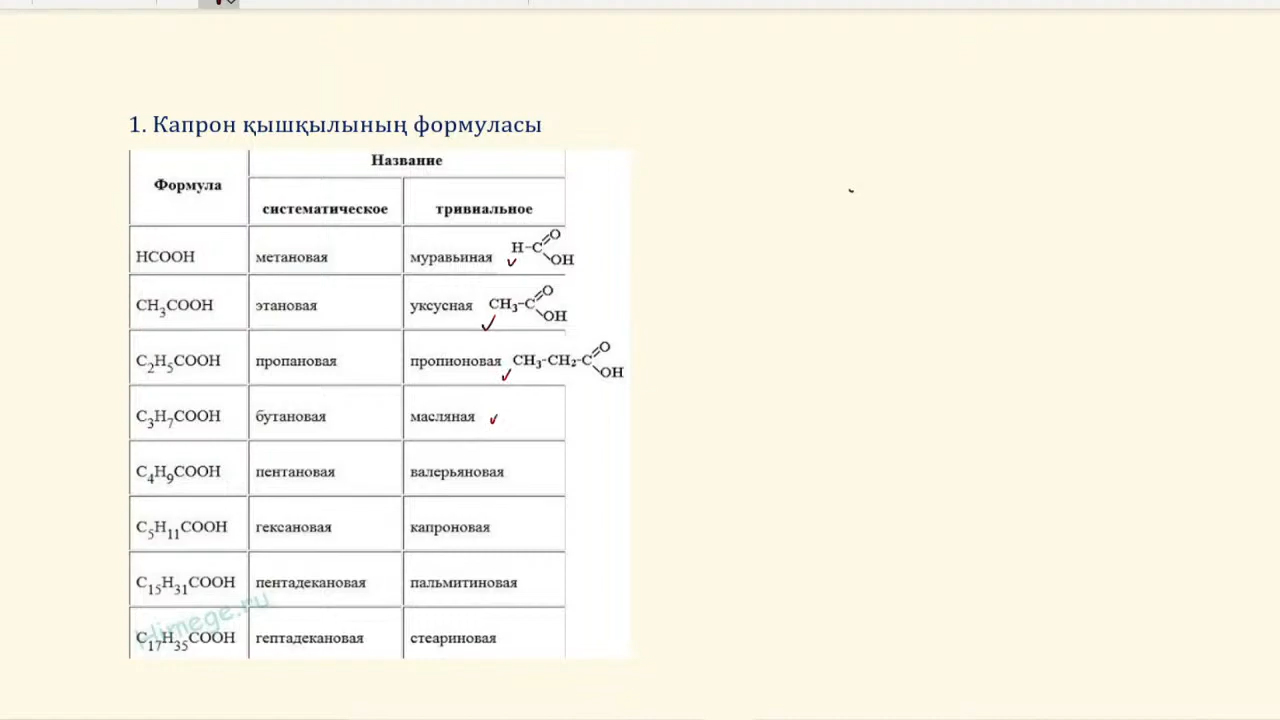 1. Капрон қышқылының формуласы
Формула Название
систематическое тривиальное
HCOOH метановая муравьиная H-C O OH
CH3COOH этановая уксусная CH3-C O OH
C2H5COOH пропановая пропионовая CH3-CH2-C O OH
C3H7COOH бутановая масляная
C4H9COOH пентановая валерьяновая
C5H11COOH гексановая капроновая
C15H31COOH пентадекановая пальмитиновая
C17H35COOH гептадекановая стеариновая
Himege.ru